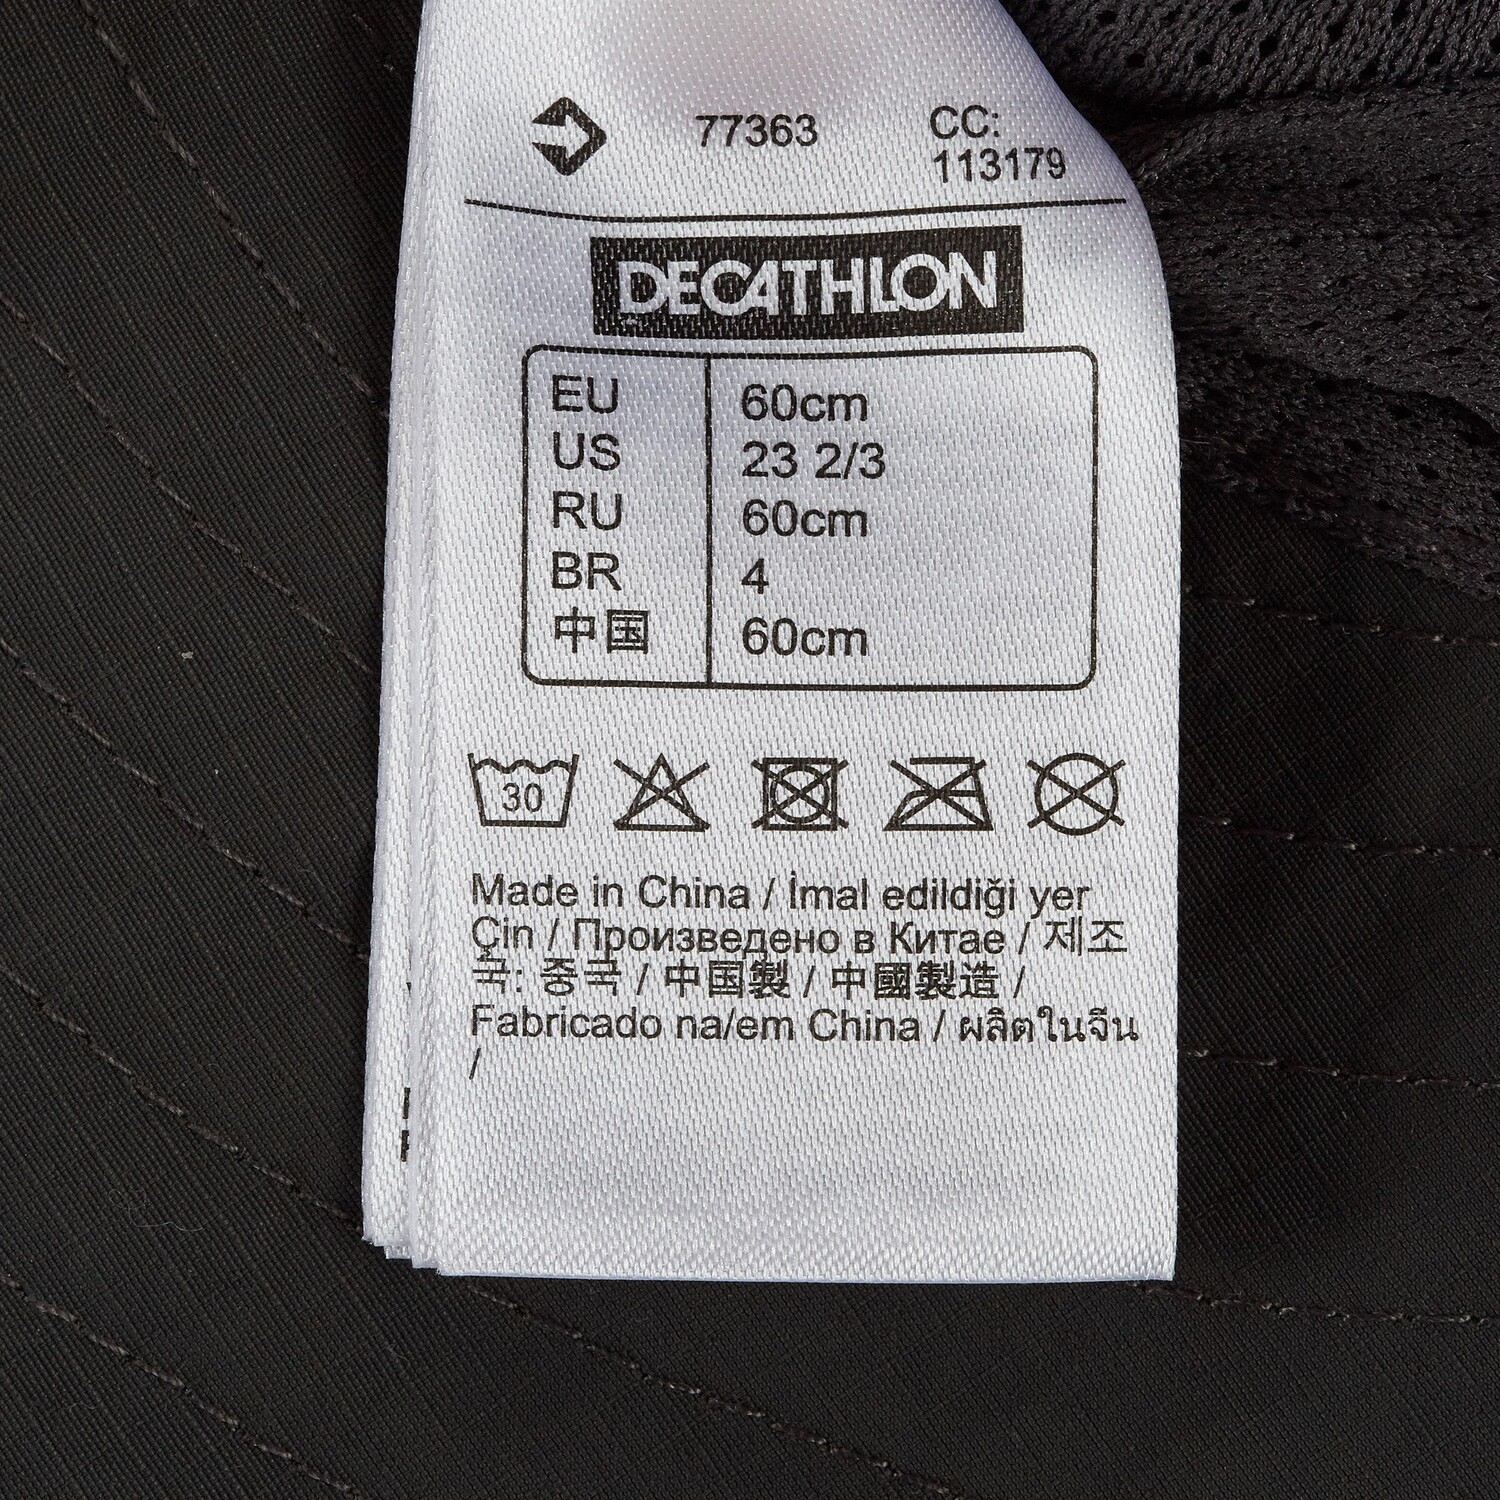 77363
CC:
113179
DECATHLON
EU 60cm
US 23 2/3
RU 60cm
BR 4
中国 60cm
30
Made in China / İmal edildiği yer
Çin / Произведено в Китае / 제조
국: 중국 / 中国製 / 中國製造 /
Fabricado na/em China / ผลิตในจีน
/